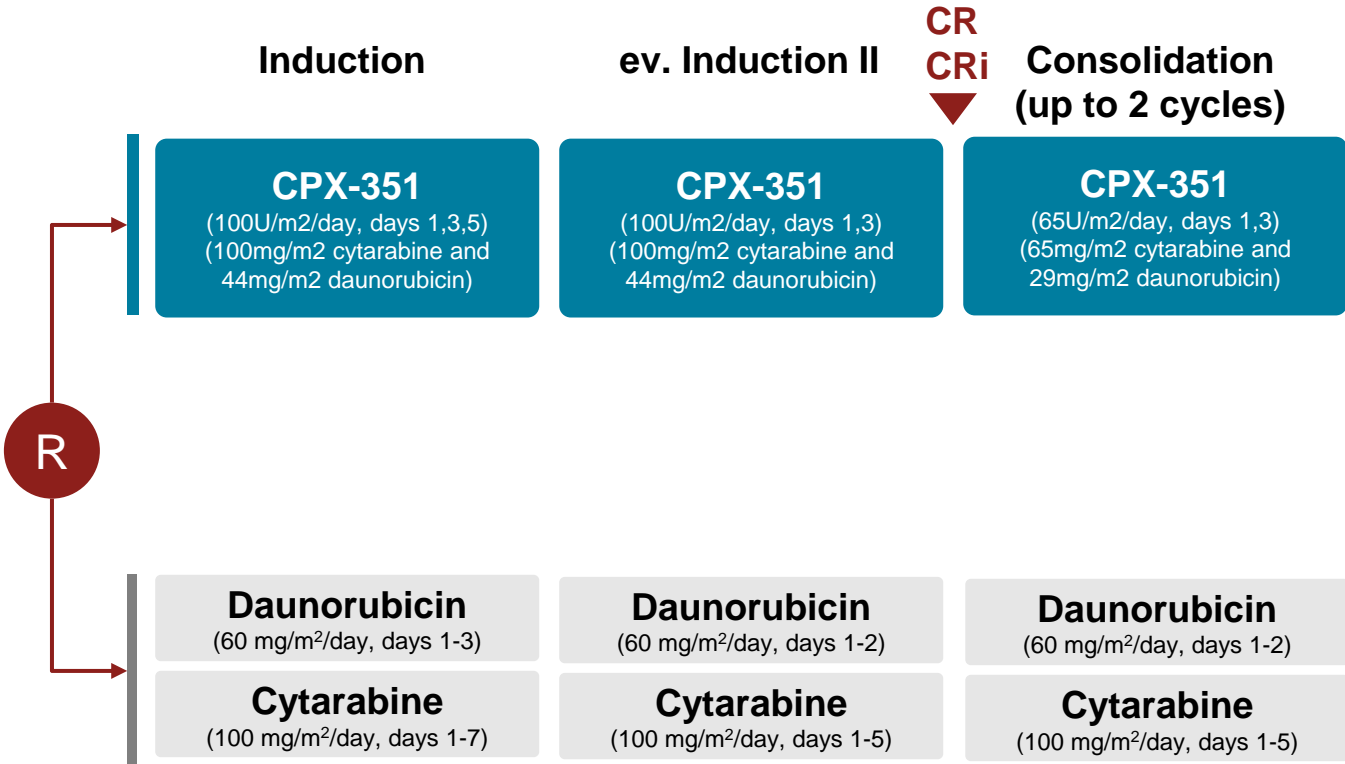 Induction
ev. Induction II
CR
CRi
Consolidation
(up to 2 cycles)
CPX-351
(100U/m2/day, days 1,3,5)
(100mg/m2 cytarabine and
44mg/m2 daunorubicin)
CPX-351
(100U/m2/day, days 1,3)
(100mg/m2 cytarabine and
44mg/m2 daunorubicin)
CPX-351
(65U/m2/day, days 1,3)
(65mg/m2 cytarabine and
29mg/m2 daunorubicin)
R
Daunorubicin
(60 mg/m²/day, days 1-3)
Daunorubicin
(60 mg/m²/day, days 1-2)
Daunorubicin
(60 mg/m²/day, days 1-2)
Cytarabine
(100 mg/m²/day, days 1-7)
Cytarabine
(100 mg/m²/day, days 1-5)
Cytarabine
(100 mg/m²/day, days 1-5)